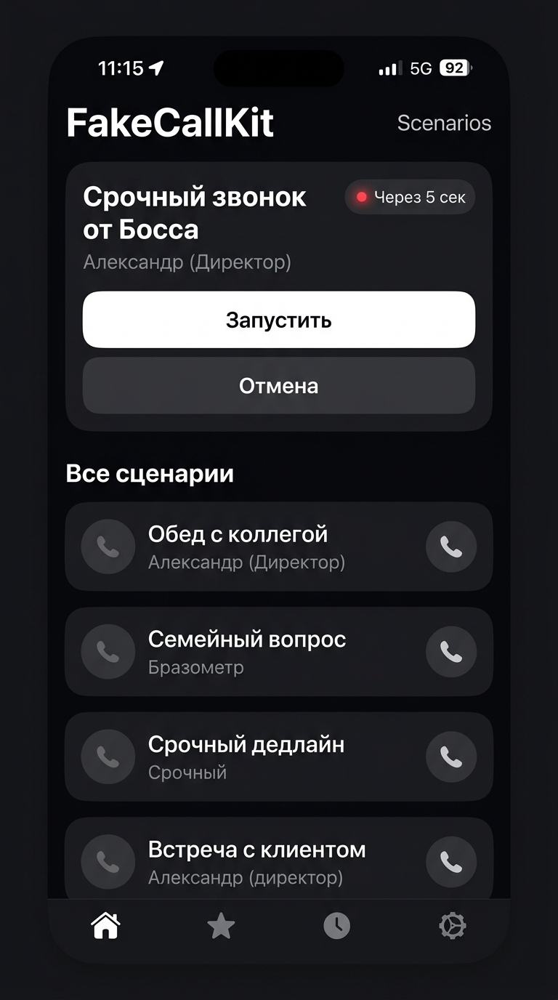 11:15 5G 92
FakeCallKit Scenarios
Срочный звонок
от Босса
Через 5 сек
Александр (Директор)
Запустить
Отмена
Все сценарии
Обед с коллегой
Александр (Директор)
Семейный вопрос
Бразометр
Срочный дедлайн
Срочный
Встреча с клиентом
Александр (директор)